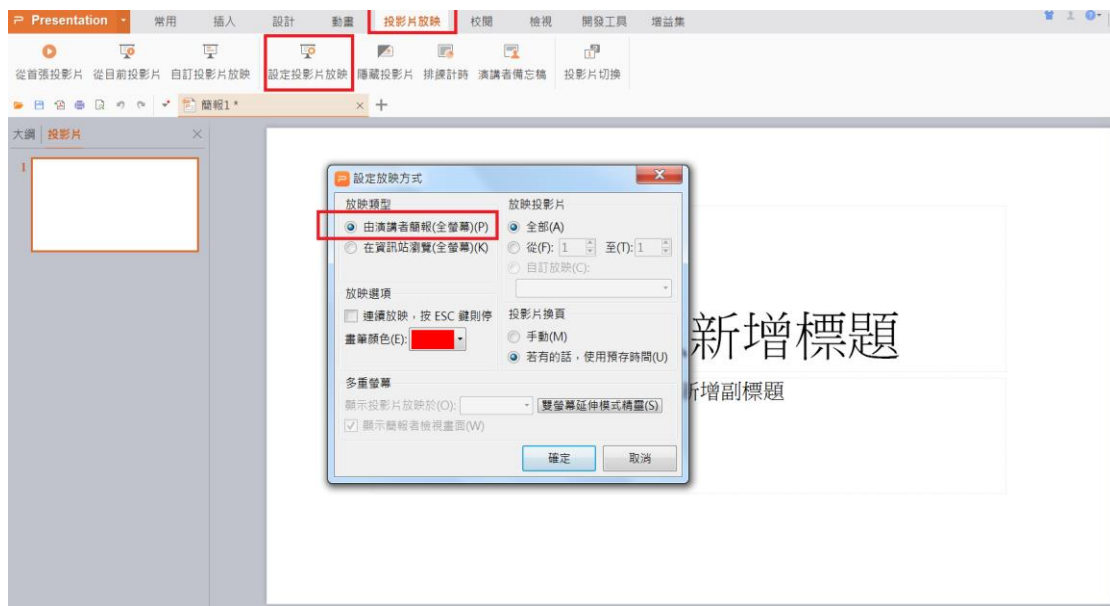 Presentation 常用 插入 設計 動畫 投影片放映 校閱 檢視 開發工具 增益集
從首張投影片 從目前投影片 自訂投影片放映 設定投影片放映 隱藏投影片 排練計時 演講者備忘稿 投影片切換
簡報1 * × +
大綱 投影片 ×
1
設定放映方式
放映類型
由演講者簡報(全螢幕)(P)
在資訊站瀏覽(全螢幕)(K)
放映投影片
全部(A)
從(F): 1 至(T): 1
自訂放映(C):
放映選項
連續放映，按 ESC 鍵則停
畫筆顏色(E):
投影片換頁
手動(M)
若有的話，使用預存時間(U)
多重螢幕
顯示投影片放映於(O): 雙螢幕延伸模式精靈(S)
顯示簡報者檢視畫面(W)
確定 取消
新增標題
新增副標題